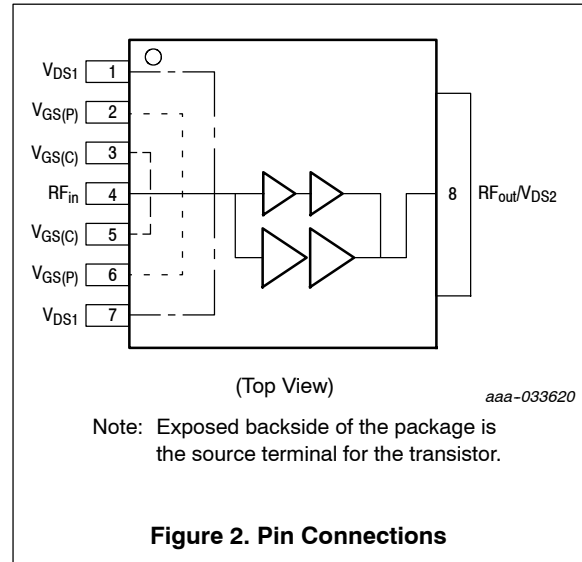 V_DS1 1
V_GS(P) 2
V_GS(C) 3
RF_in 4
V_GS(C) 5
V_GS(P) 6
V_DS1 7
8 RF_out/V_DS2
(Top View)
aaa-033620
Note: Exposed backside of the package is
the source terminal for the transistor.
Figure 2. Pin Connections